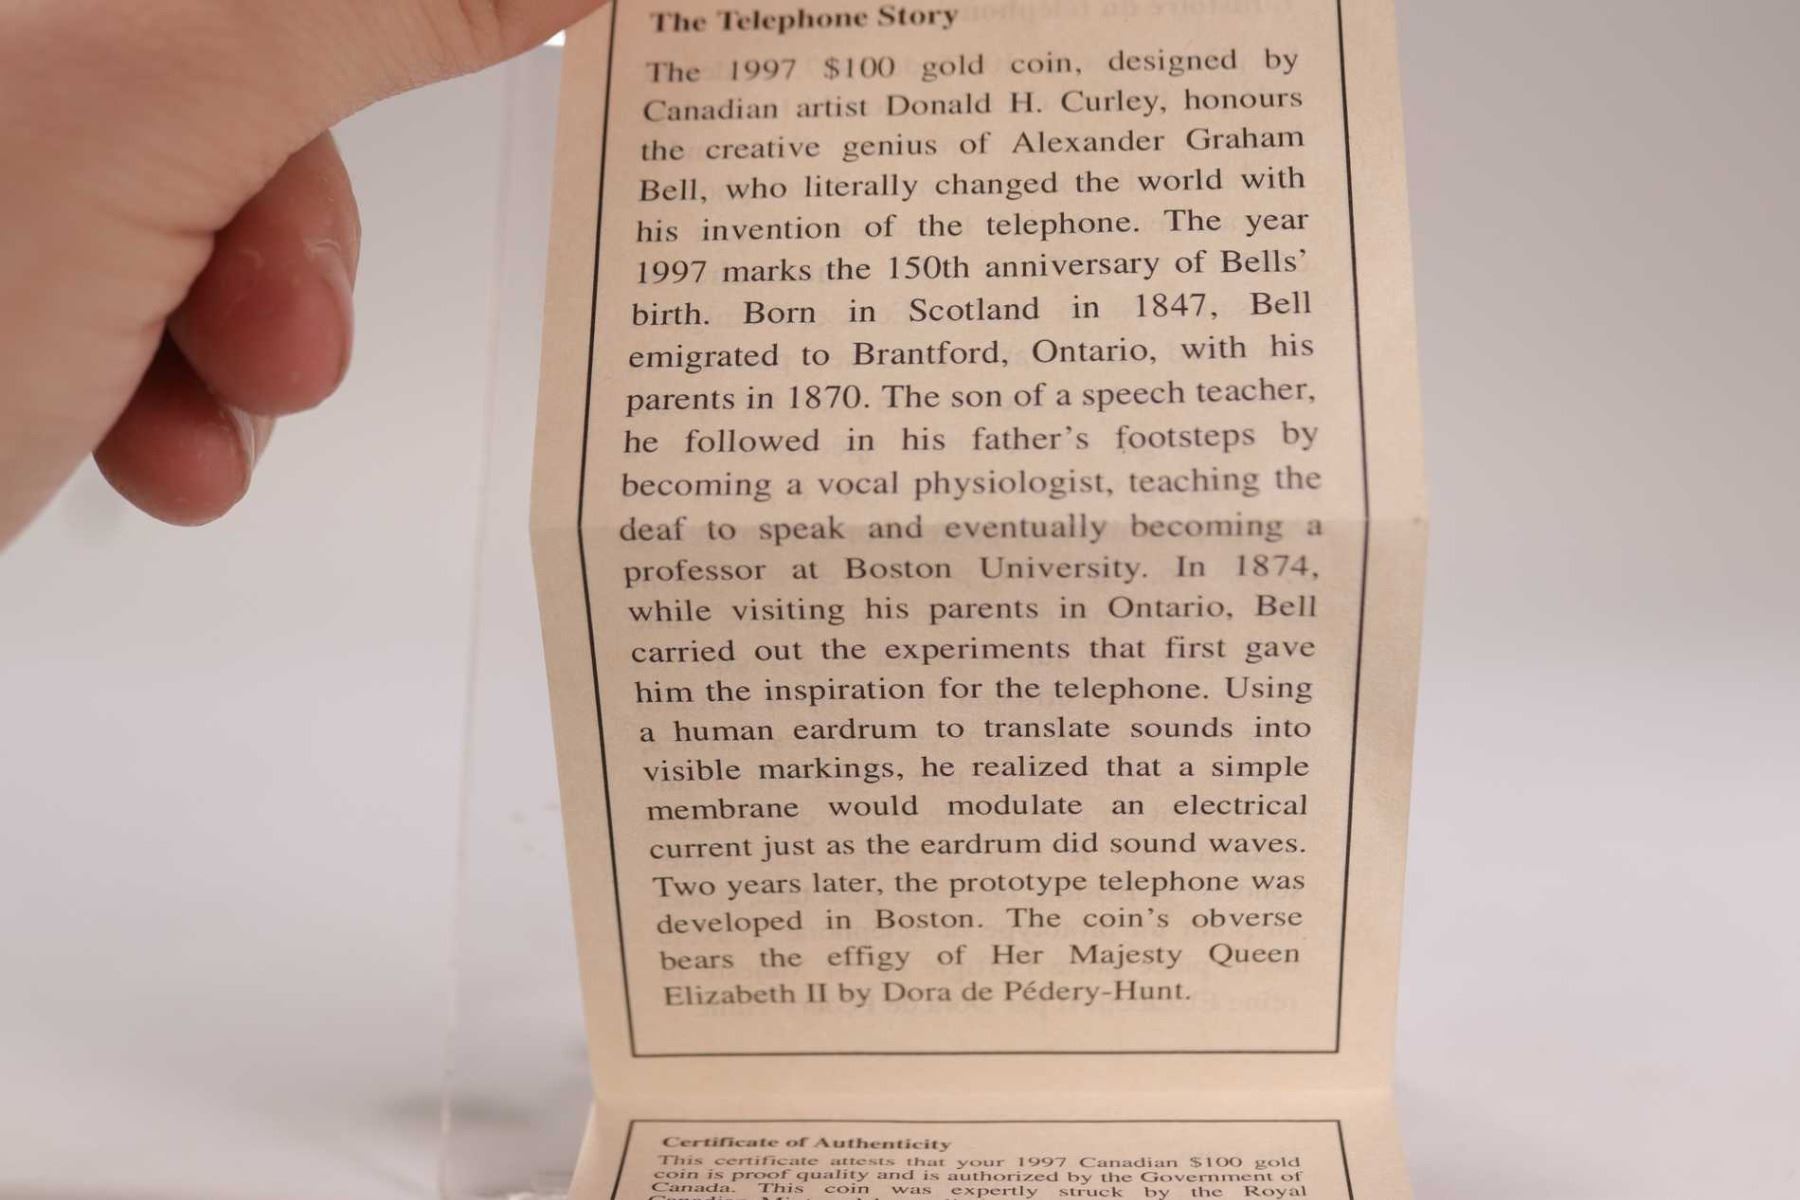 The Telephone Story
The 1997 $100 gold coin, designed by
Canadian artist Donald H. Curley, honours
the creative genius of Alexander Graham
Bell, who literally changed the world with
his invention of the telephone. The year
1997 marks the 150th anniversary of Bells'
birth. Born in Scotland in 1847, Bell
emigrated to Brantford, Ontario, with his
parents in 1870. The son of a speech teacher,
he followed in his father's footsteps by
becoming a vocal physiologist, teaching the
deaf to speak and eventually becoming a
professor at Boston University. In 1874,
while visiting his parents in Ontario, Bell
carried out the experiments that first gave
him the inspiration for the telephone. Using
a human eardrum to translate sounds into
visible markings, he realized that a simple
membrane would modulate an electrical
current just as the eardrum did sound waves.
Two years later, the prototype telephone was
developed in Boston. The coin's obverse
bears the effigy of Her Majesty Queen
Elizabeth II by Dora de Pédery-Hunt.
Certificate of Authenticity
This certificate attests that your 1997 Canadian $100 gold
coin is proof quality and is authorized by the Government of
Canada. This coin was expertly struck by the Royal